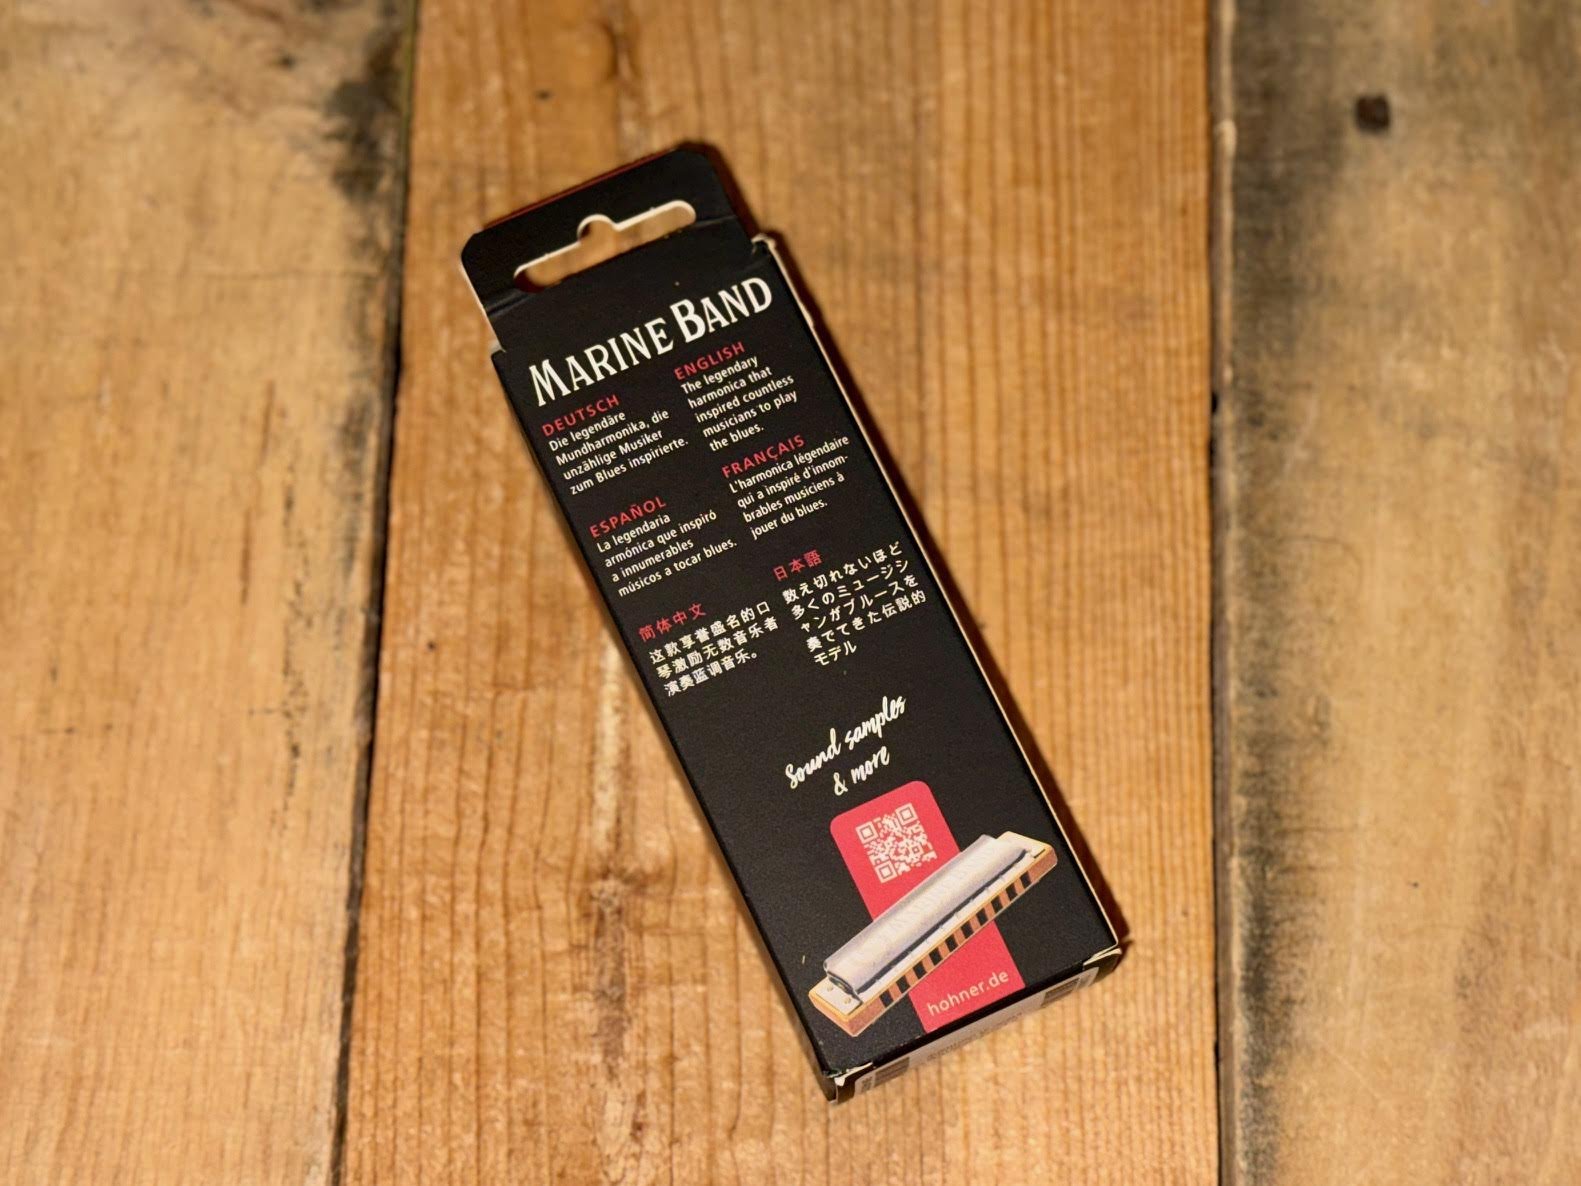 MARINE BAND
DEUTSCH
Die legendäre
Mundharmonika, die
unzählige Musiker
zum Blues inspirierte.
ENGLISH
The legendary
harmonica that
inspired countless
musicians to play
the blues.
ESPAÑOL
La legendaria
armónica que inspiró
a innumerables
músicos a tocar blues.
FRANÇAIS
L'harmonica légendaire
qui a inspiré d'innom-
brables musiciens à
jouer du blues.
简体中文
这款享誉盛名的口
琴激励无数音乐者
演奏蓝调音乐。
日本語
数え切れないほど
多くのミュージシ
ャンがブルースを
奏でてきた伝説的
モデル
Sound samples
& more
hohner.de